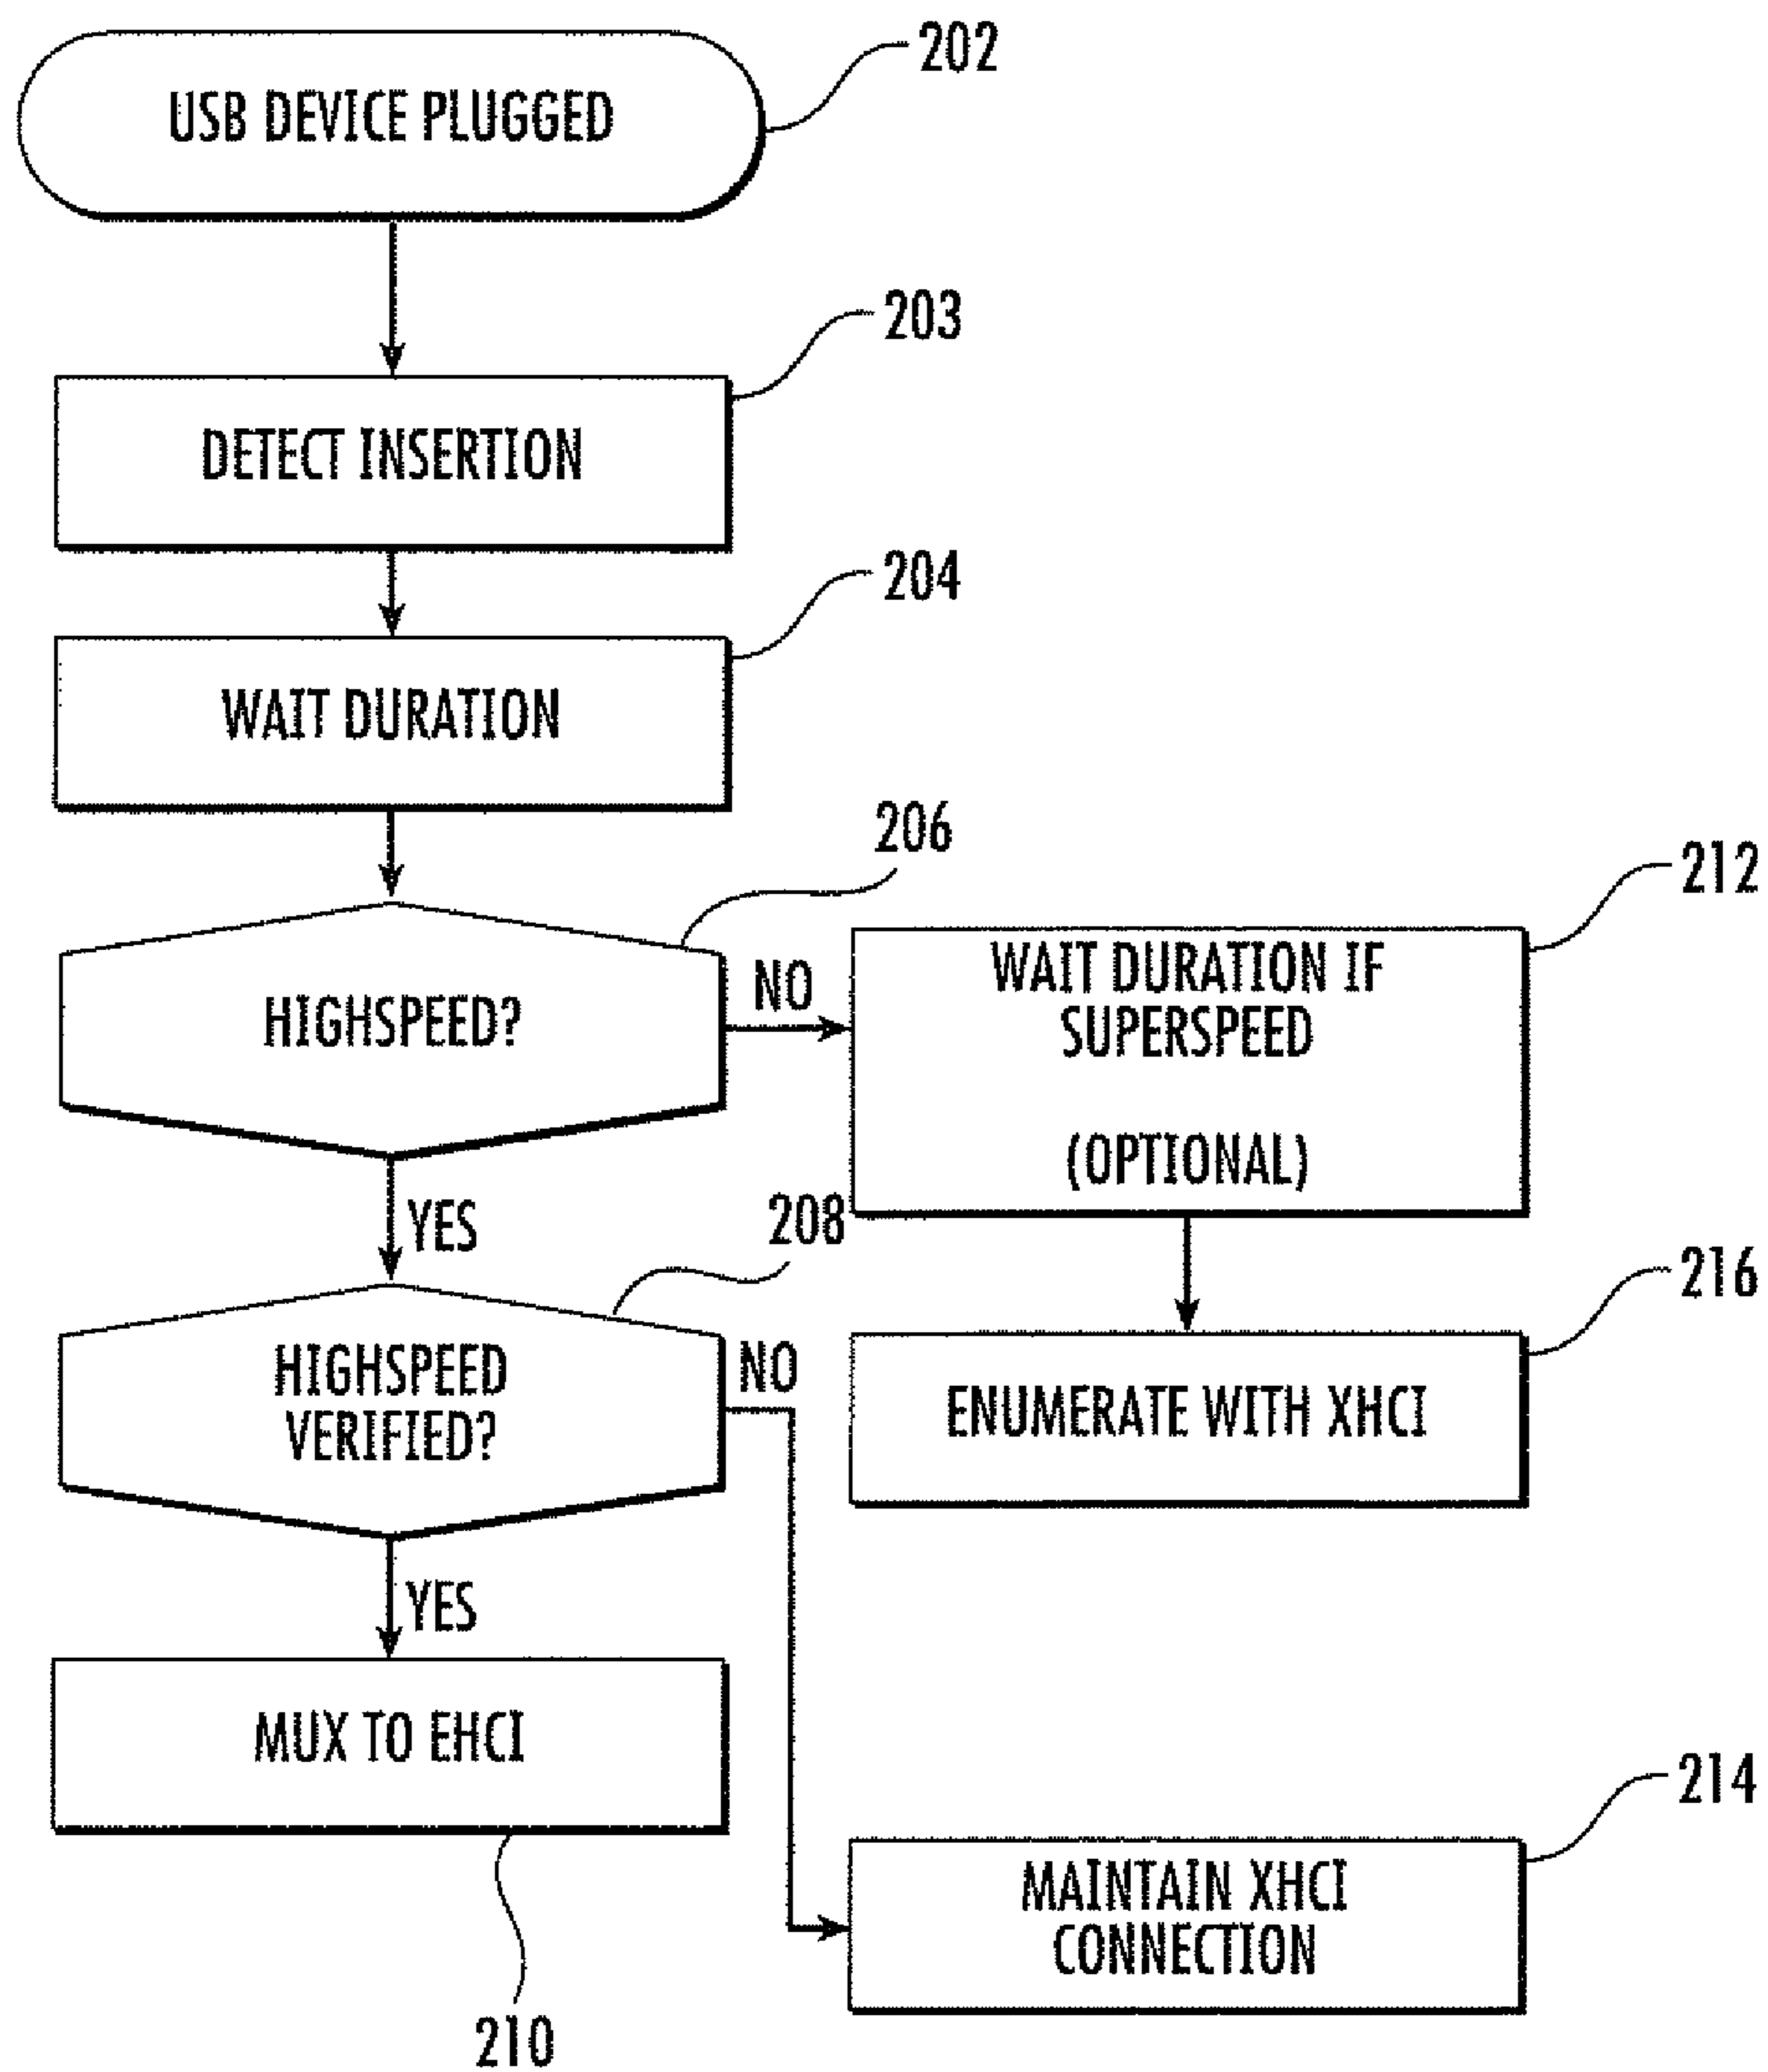 USB DEVICE PLUGGED
202
DETECT INSERTION
203
WAIT DURATION
204
HIGHSPEED?
206
NO
WAIT DURATION IF
SUPERSPEED
(OPTIONAL)
212
YES
HIGHSPEED
VERIFIED?
208
NO
ENUMERATE WITH XHCI
216
YES
MUX TO EHCI
210
MAINTAIN XHCI
CONNECTION
214